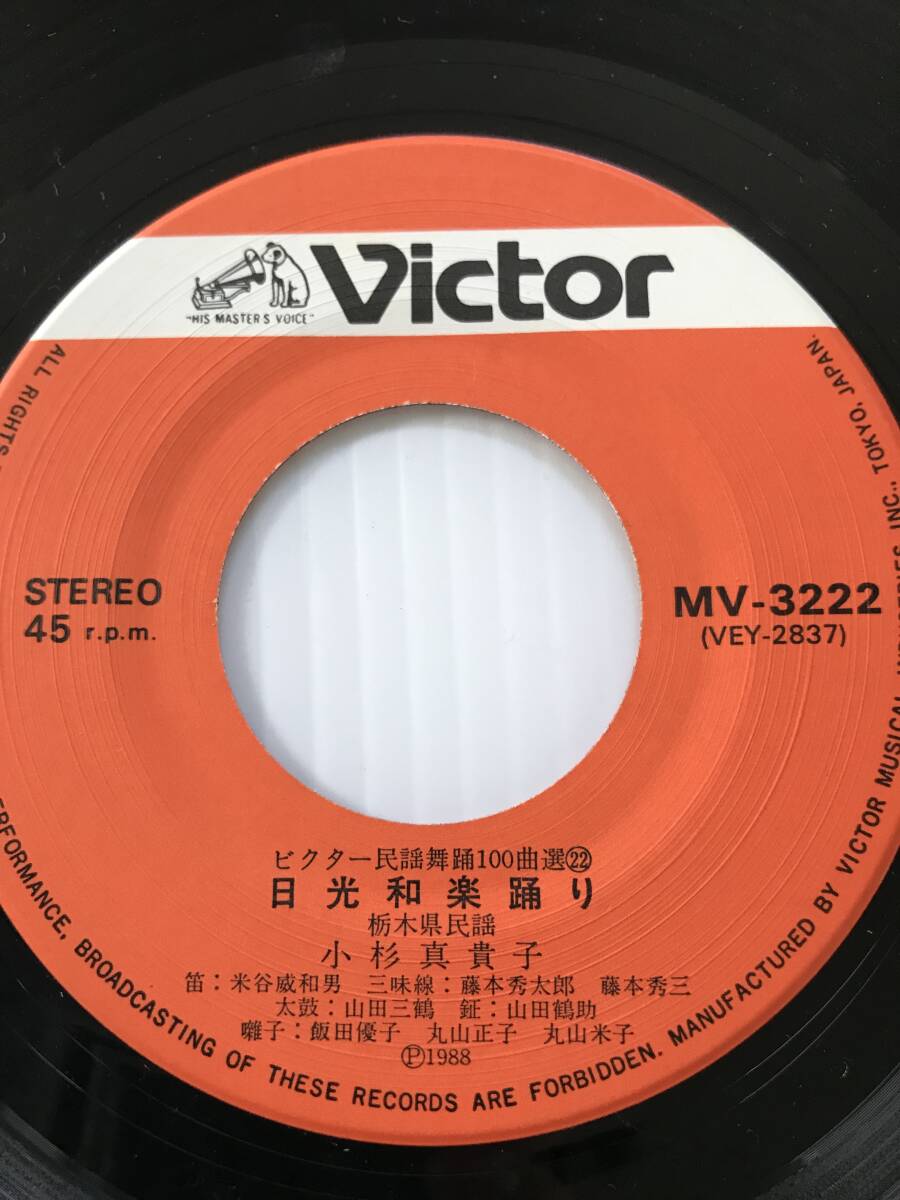 Victor
"HIS MASTER'S VOICE"
STEREO
45 r.p.m.
MV-3222
(VEY-2837)
ビクター民謡舞踊100曲選㉒
日光和楽踊り
栃木県民謡
小杉真貴子
笛：米谷威和男 三味線：藤本秀太郎 藤本秀三
太鼓：山田三鶴 鉦：山田鶴助
囃子：飯田優子 丸山正子 丸山米子
Ⓟ1988
ALL RIGHTS
BROADCASTING OF THESE RECORDS ARE FORBIDDEN. MANUFACTURED BY VICTOR MUSICAL INC., TOKYO, JAPAN.